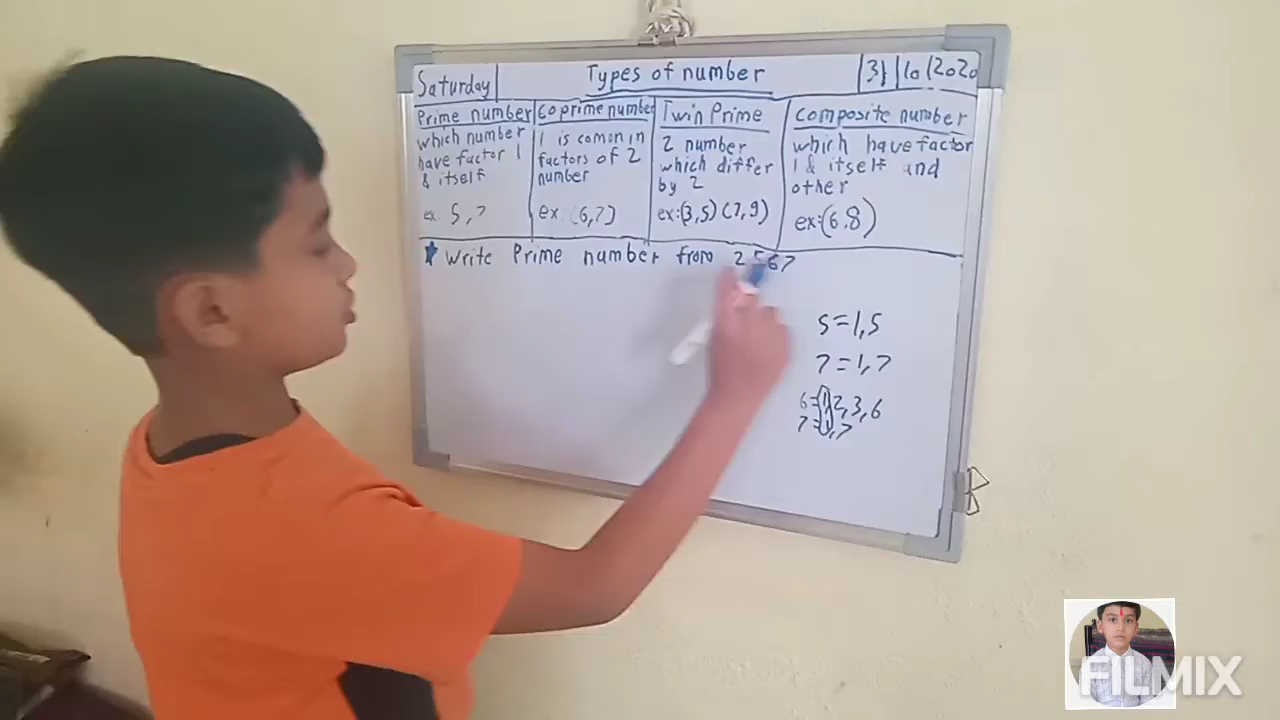 Saturday
Types of number
31/10/2020
Prime number
which number
have factor 1
& itself
ex: 5,7
Co prime number
1 is comon in
factors of 2
number
ex: (6,7)
Twin Prime
2 number
which differ
by 2
ex:(3,5) (7,9)
Composite number
which have factor
1 & itself and
other
ex:(6.8)
★ Write Prime number from 2567
5=1,5
7=1,7
6=1,2,3,6
7=1,7
FILMIX